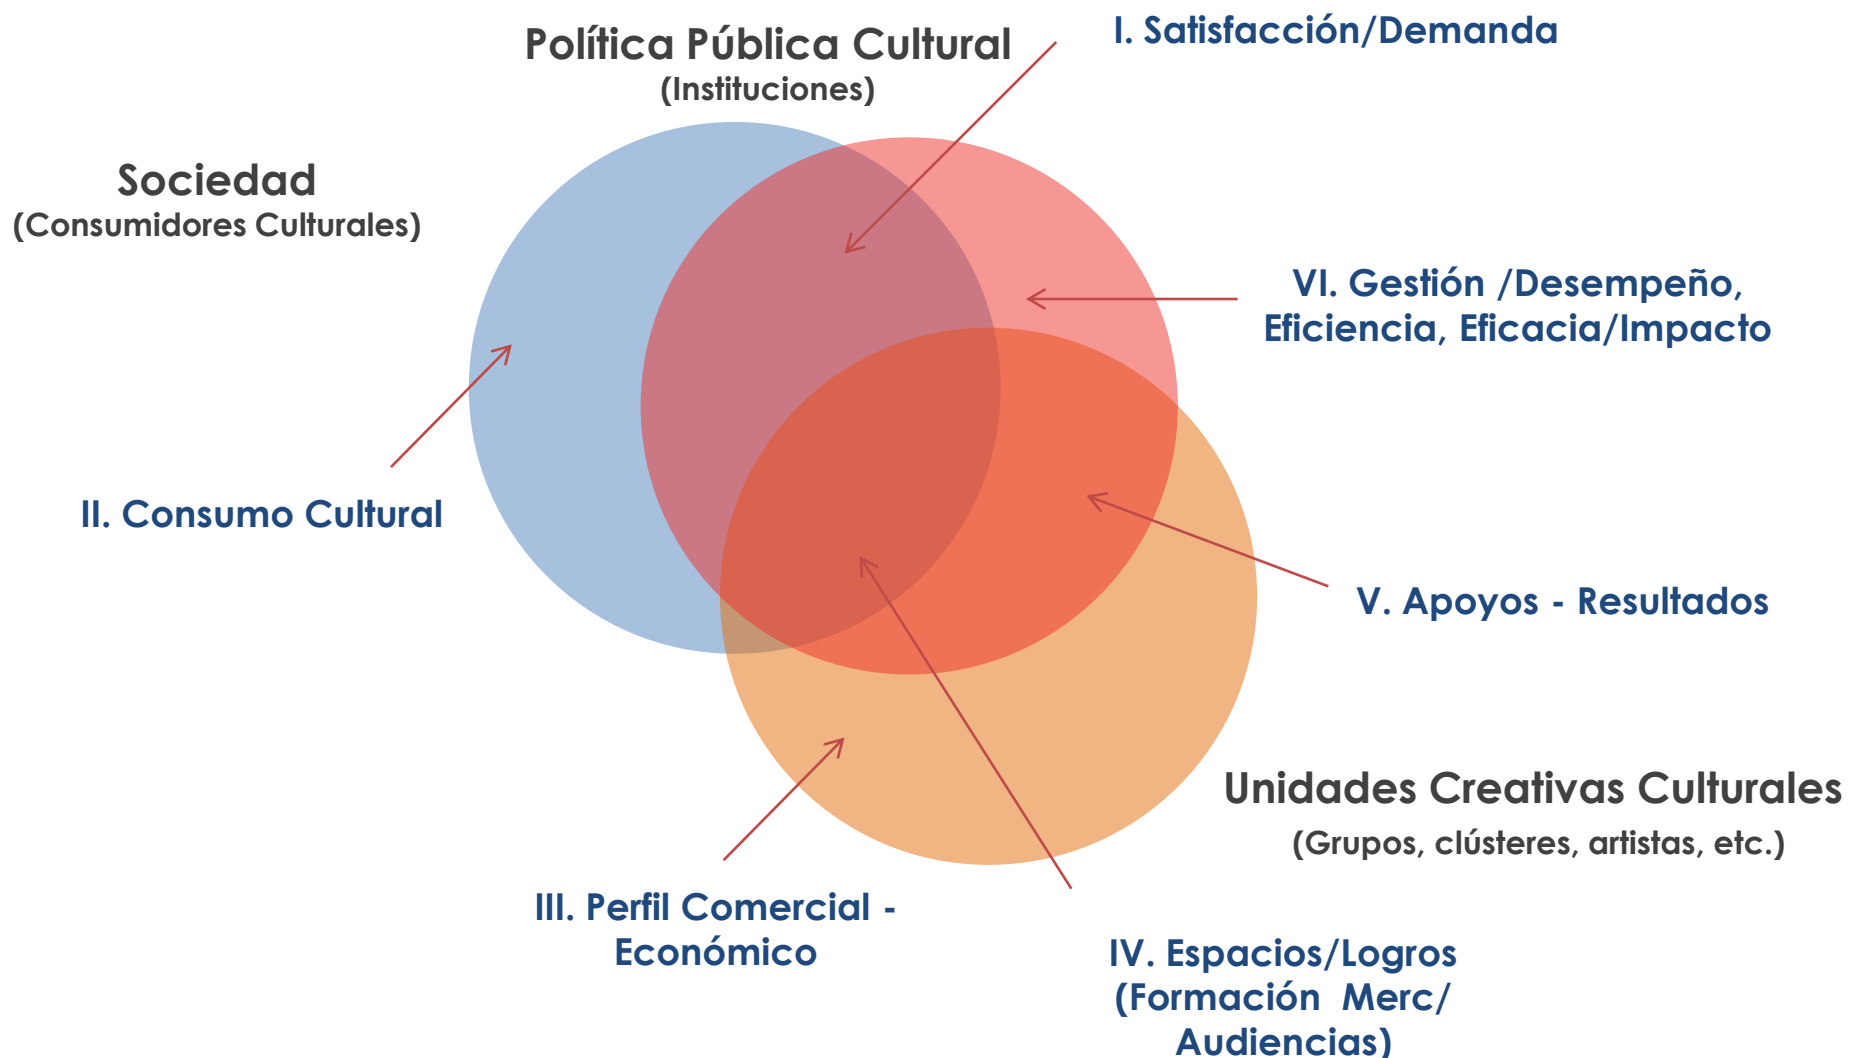 I. Satisfacción/Demanda
Política Pública Cultural
(Instituciones)
Sociedad
(Consumidores Culturales)
VI. Gestión /Desempeño,
Eficiencia, Eficacia/Impacto
II. Consumo Cultural
V. Apoyos - Resultados
Unidades Creativas Culturales
(Grupos, clústeres, artistas, etc.)
III. Perfil Comercial -
Económico
IV. Espacios/Logros
(Formación  Merc/
Audiencias)